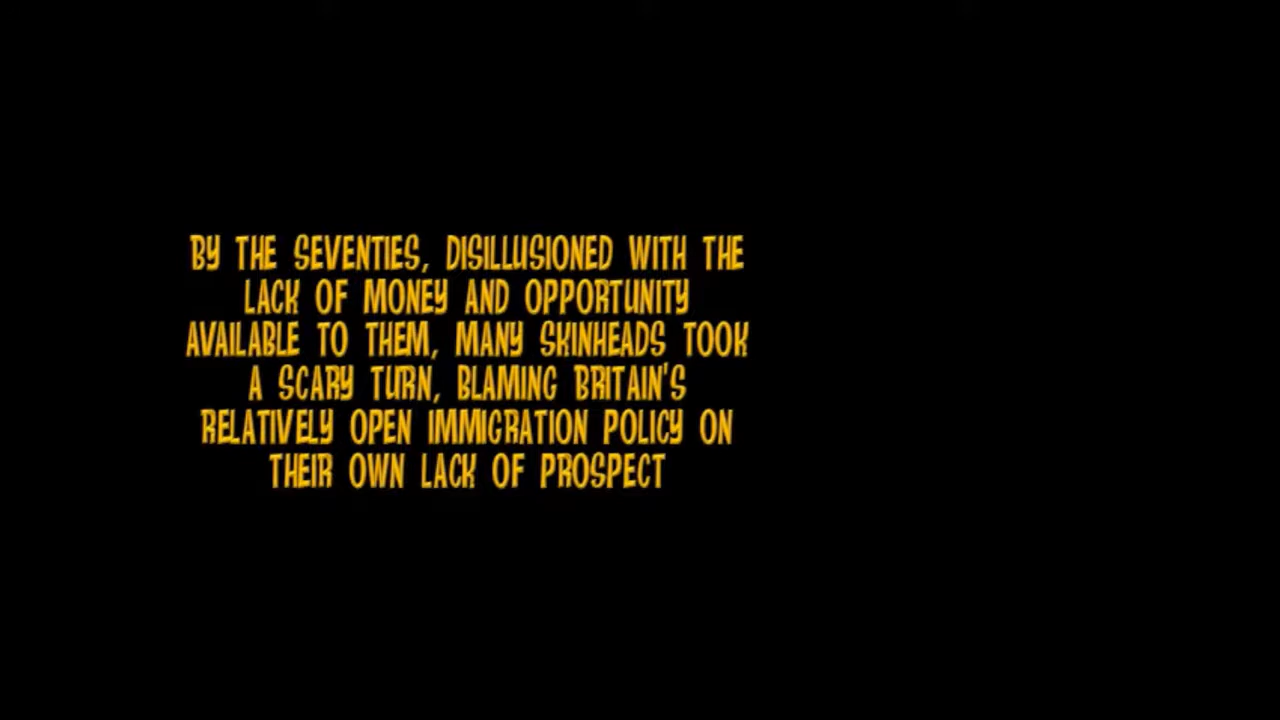 BY THE SEVENTIES, DISILLUSIONED WITH THE
LACK OF MONEY AND OPPORTUNITY
AVAILABLE TO THEM, MANY SKINHEADS TOOK
A SCARY TURN, BLAMING BRITAIN'S
RELATIVELY OPEN IMMIGRATION POLICY ON
THEIR OWN LACK OF PROSPECT